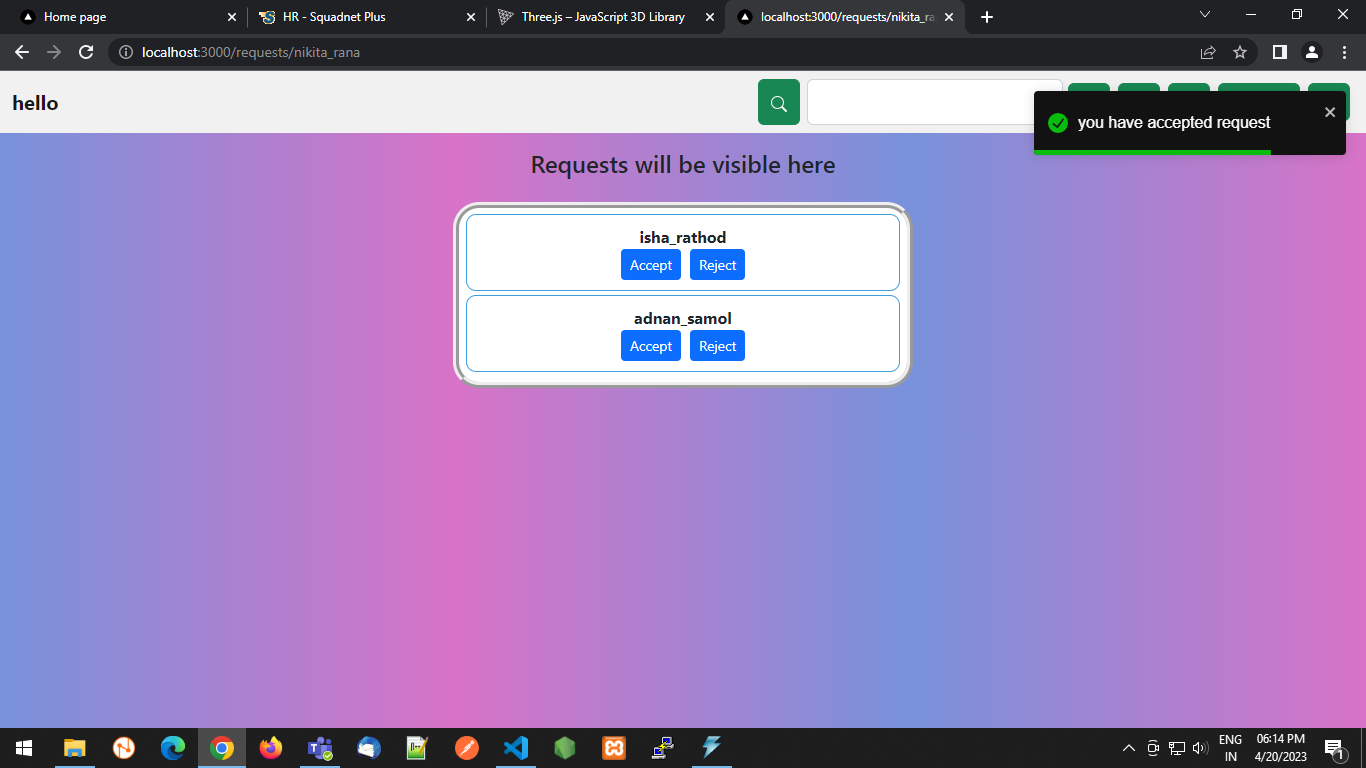 Home page
HR - Squadnet Plus
Three.js – JavaScript 3D Library
localhost:3000/requests/nikita_ra
localhost:3000/requests/nikita_rana
hello
you have accepted request
Requests will be visible here
isha_rathod
Accept Reject
adnan_samol
Accept Reject
ENG 06:14 PM
IN 4/20/2023
1